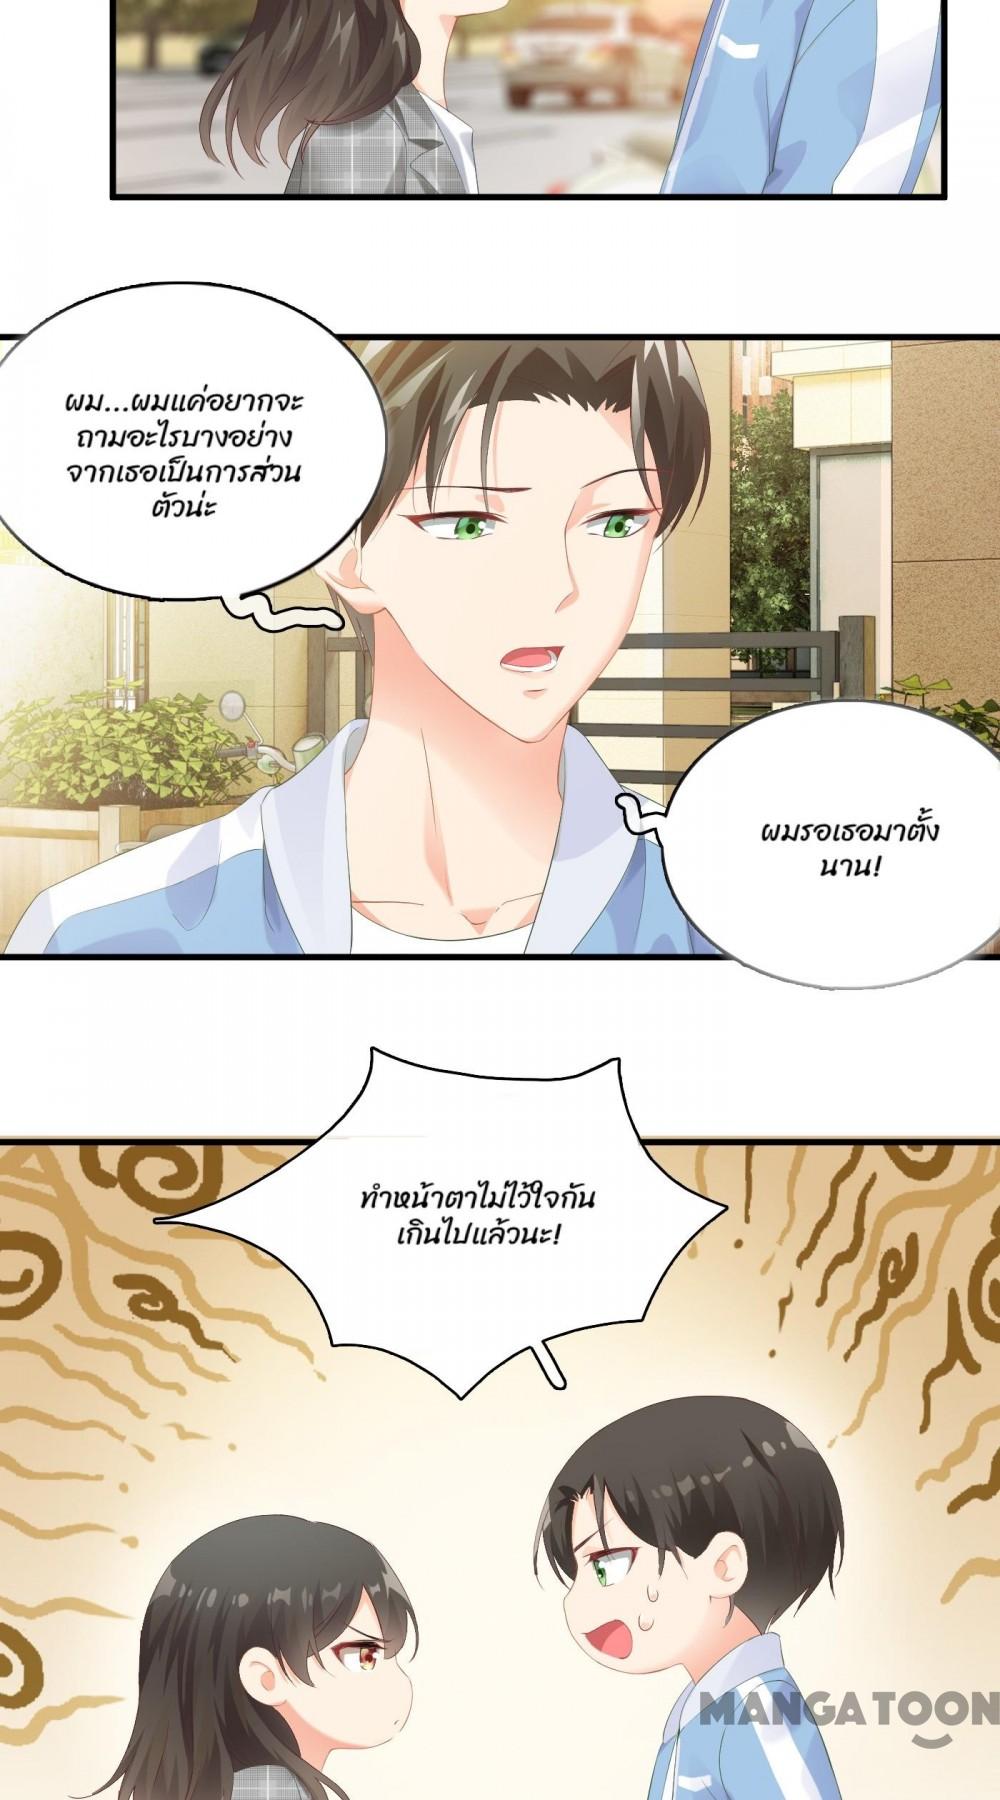 ผม...ผมแค่อยากจะ
ถามอะไรบางอย่าง
จากเธอเป็นการส่วน
ตัวน่ะ
ผมรอเธอมาตั้ง
นาน!
ทำหน้าตาไม่ไว้ใจกัน
เกินไปแล้วนะ!
MANGATOON